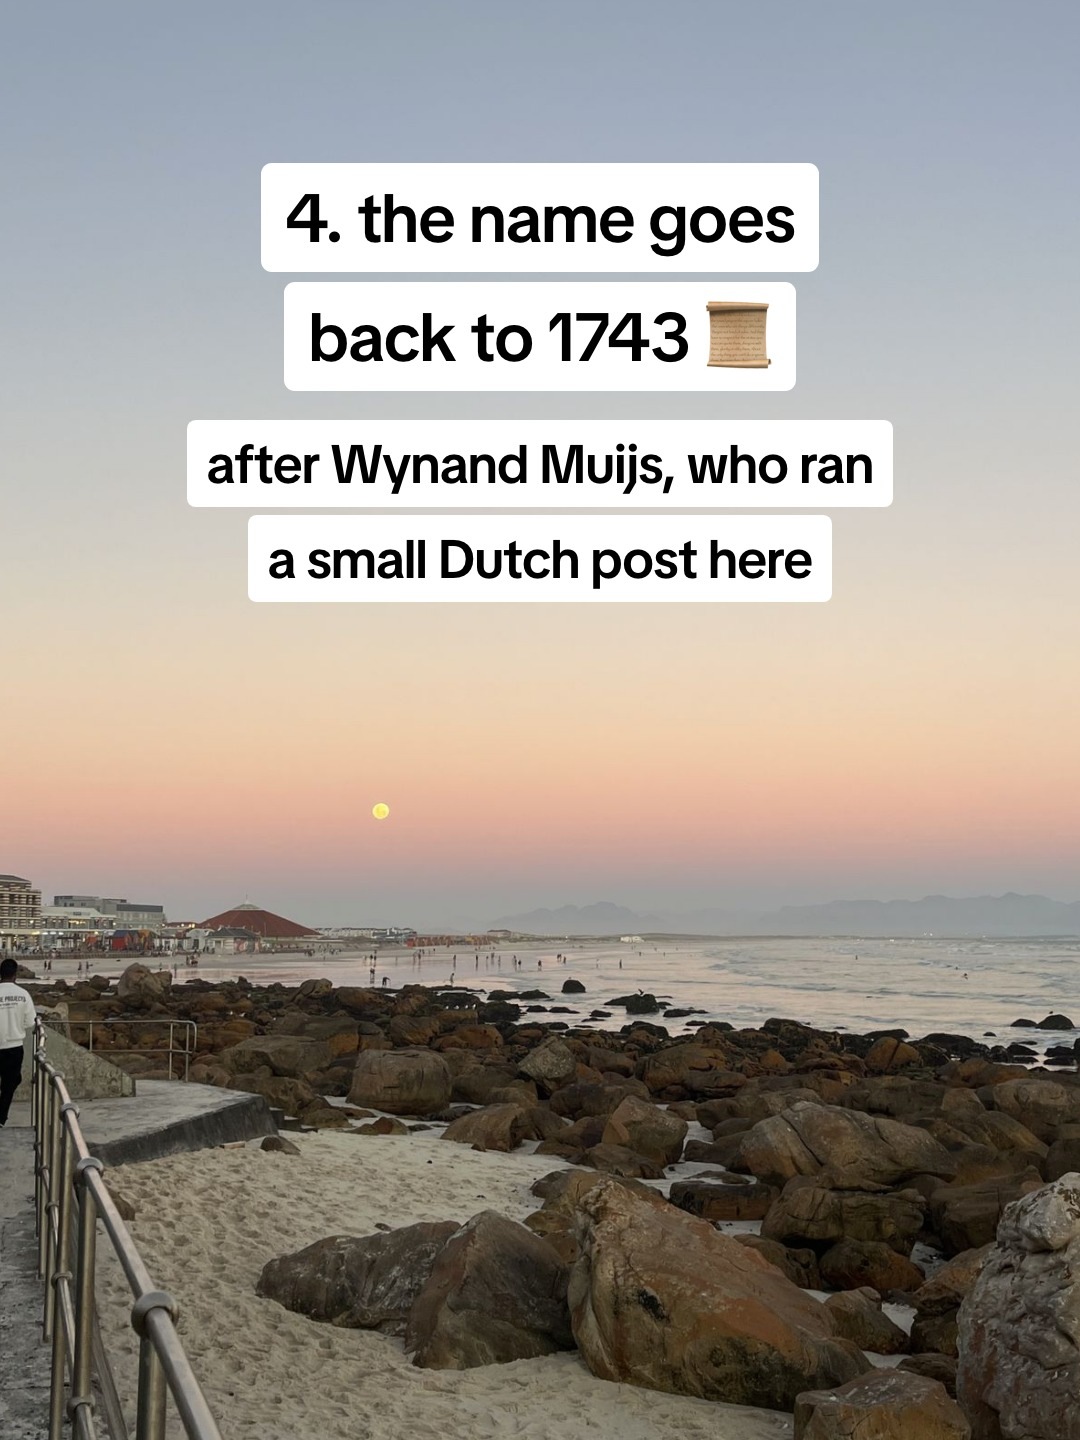 4. the name goes
back to 1743 📜
after Wynand Muijs, who ran
a small Dutch post here